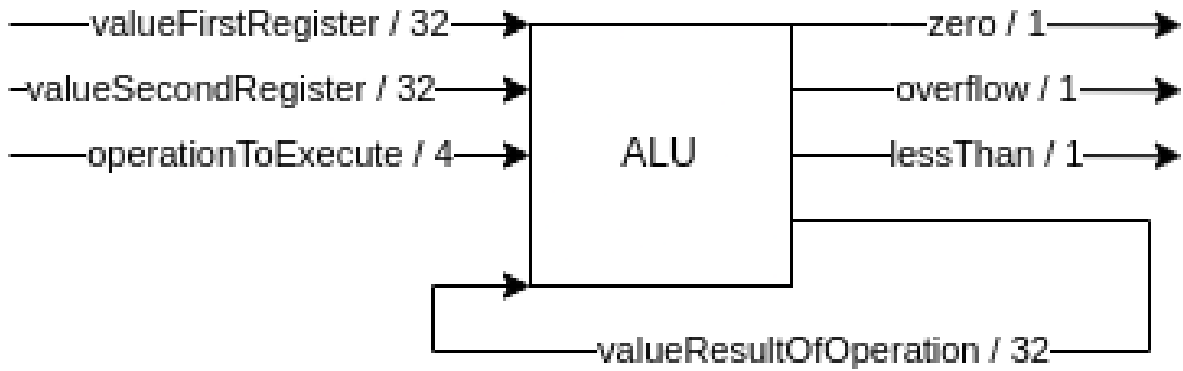 valueFirstRegister / 32
zero / 1
valueSecondRegister / 32
overflow / 1
operationToExecute / 4
ALU
lessThan / 1
valueResultOfOperation / 32